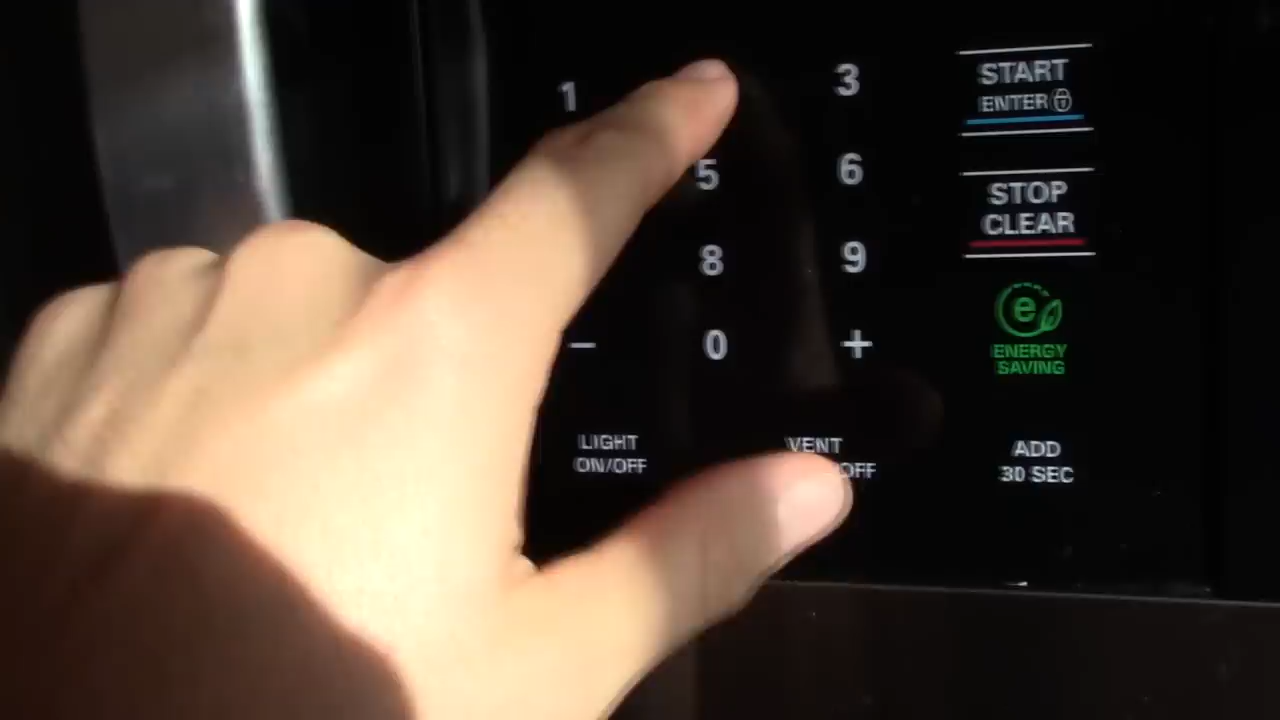 1
3
START
ENTER
5
6
STOP
CLEAR
8
9
e
ENERGY
SAVING
−
0
+
LIGHT
ON/OFF
VENT
OFF
ADD
30 SEC